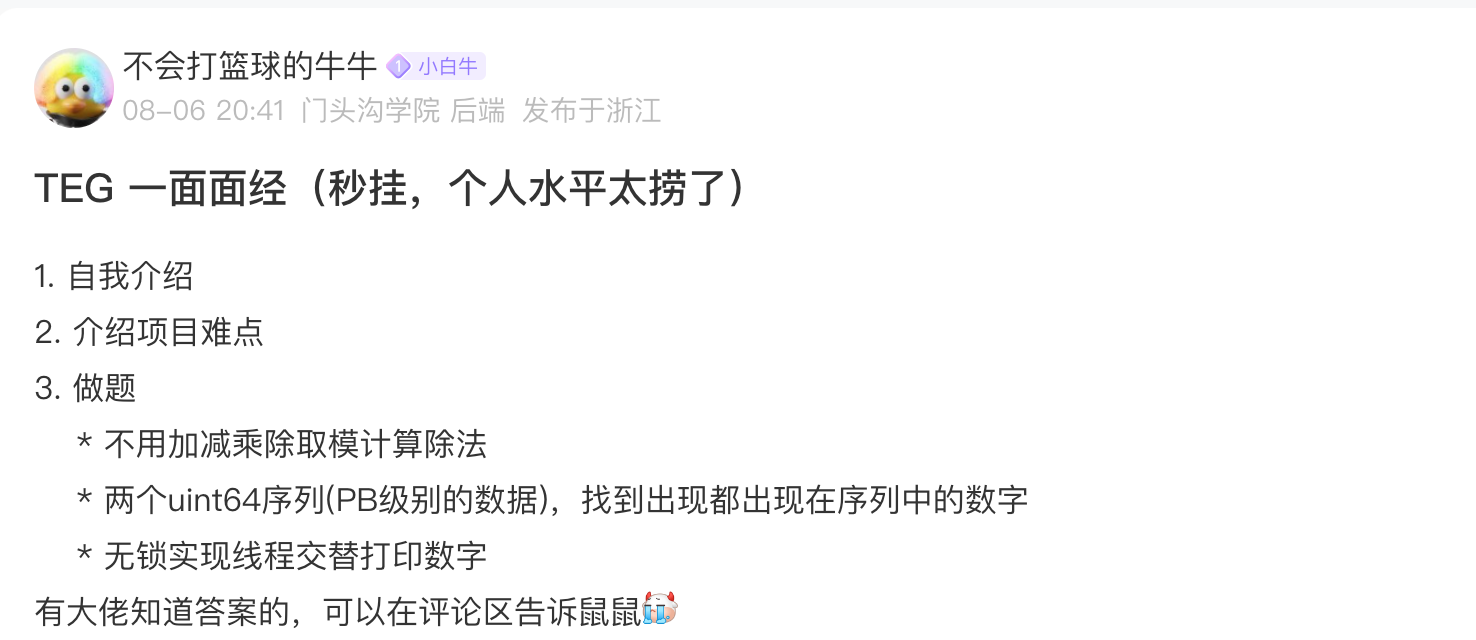 不会打篮球的牛牛 1 小白牛
08-06 20:41 门头沟学院 后端 发布于浙江
TEG 一面面经（秒挂，个人水平太捞了）
1. 自我介绍
2. 介绍项目难点
3. 做题
* 不用加减乘除取模计算除法
* 两个uint64序列(PB级别的数据)，找到出现都出现在序列中的数字
* 无锁实现线程交替打印数字
有大佬知道答案的，可以在评论区告诉鼠鼠